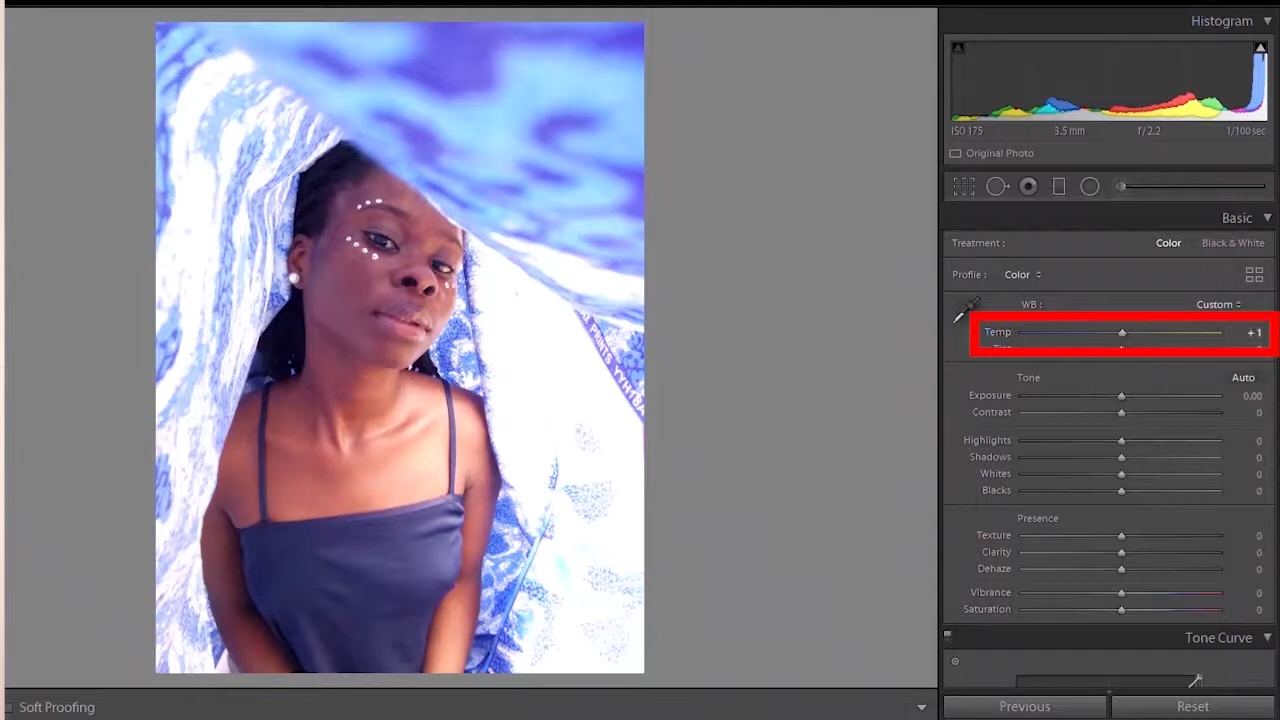 Histogram
ISO 175 3.5 mm f/2.2 1/100 sec
Original Photo
Basic
Treatment : Color Black & White
Profile : Color
WB : Custom
Temp + 1
Tone Auto
Exposure 0.00
Contrast 0
Highlights 0
Shadows 0
Whites 0
Blacks 0
Presence
Texture 0
Clarity 0
Dehaze 0
Vibrance 0
Saturation 0
Tone Curve
Previous Reset
Soft Proofing
PRINTS